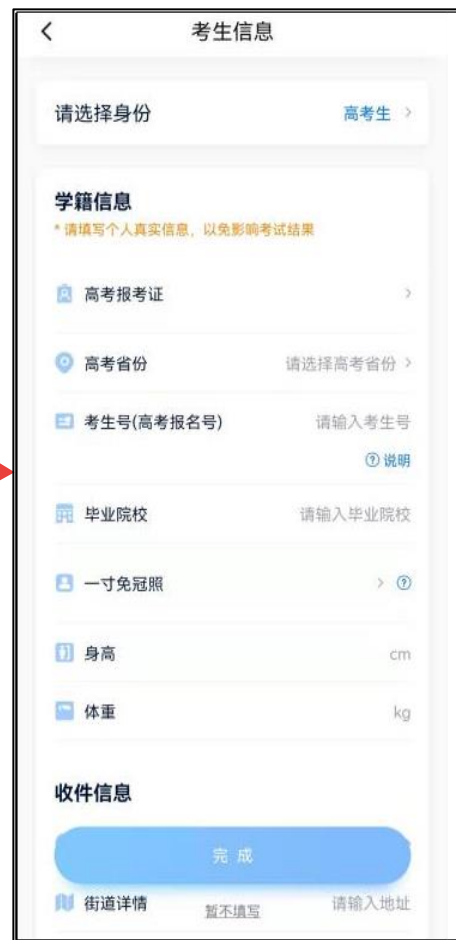 考生信息
请选择身份 高考生
学籍信息
* 请填写个人真实信息，以免影响考试结果
高考报考证
高考省份 请选择高考省份
考生号(高考报名号) 请输入考生号
? 说明
毕业院校 请输入毕业院校
一寸免冠照 ?
身高 cm
体重 kg
收件信息
完成
街道详情 暂不填写 请输入地址